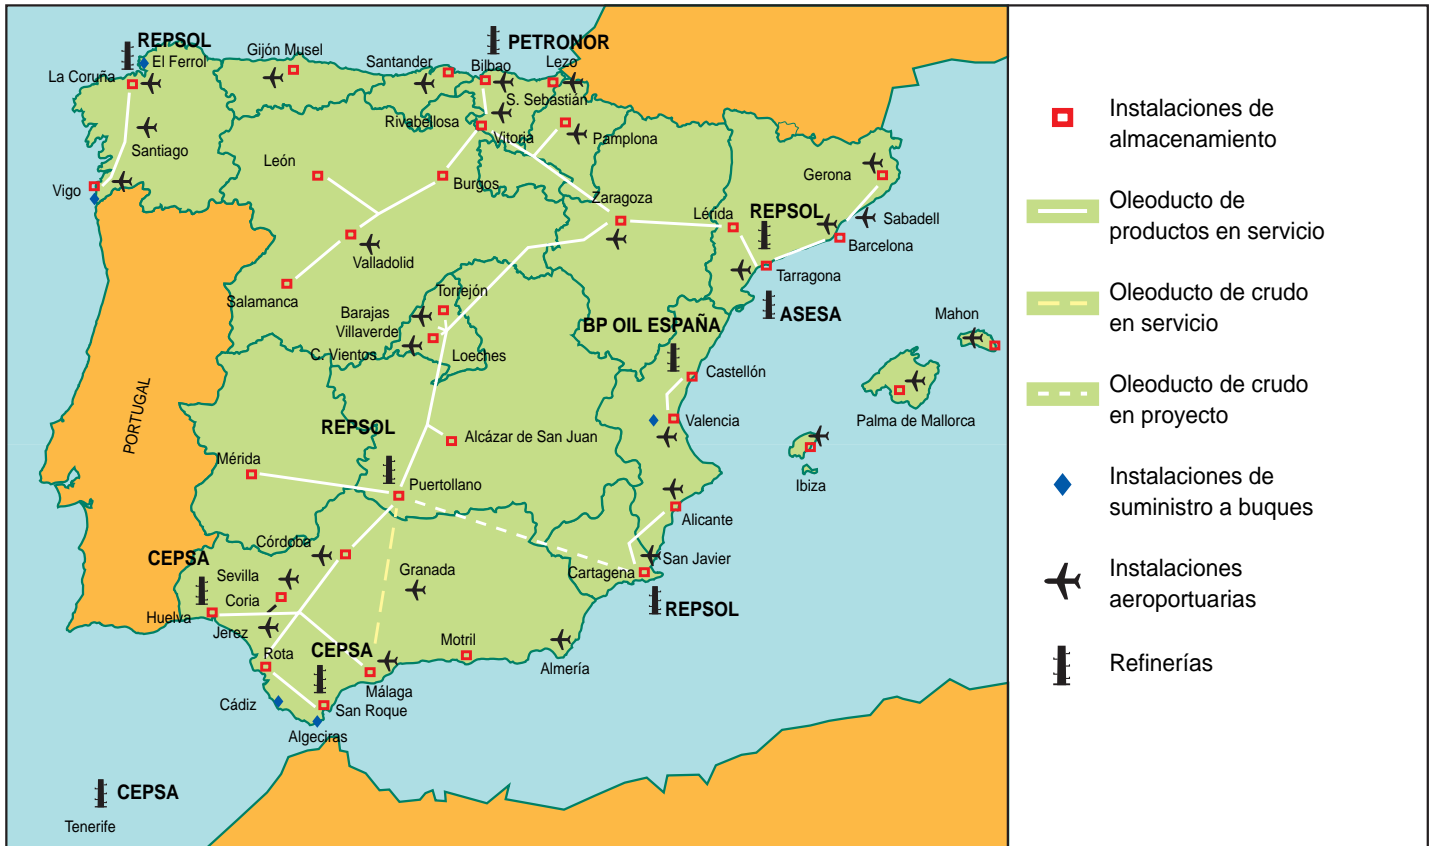 REPSOL
El Ferrol
La Coruña
Gijón Musel
Santander
PETRONOR
Bilbao
Lezo
S. Sebastián
Rivabellosa
Vitoria
Pamplona
Santiago
Vigo
León
Burgos
Zaragoza
Lérida
REPSOL
Gerona
Sabadell
Barcelona
Tarragona
ASESA
Valladolid
Salamanca
Torrejón
Barajas
Villaverde
C. Vientos
Loeches
BP OIL ESPAÑA
Castellón
Mahon
Palma de Mallorca
Valencia
Ibiza
PORTUGAL
REPSOL
Alcázar de San Juan
Mérida
Puertollano
Alicante
San Javier
Cartagena
REPSOL
Córdoba
CEPSA
Sevilla
Coria
Granada
Huelva
Jerez
Rota
CEPSA
Motril
Almería
Málaga
Cádiz
San Roque
Algeciras
CEPSA
Tenerife
Instalaciones de
almacenamiento
Oleoducto de
productos en servicio
Oleoducto de crudo
en servicio
Oleoducto de crudo
en proyecto
Instalaciones de
suministro a buques
Instalaciones
aeroportuarias
Refinerías